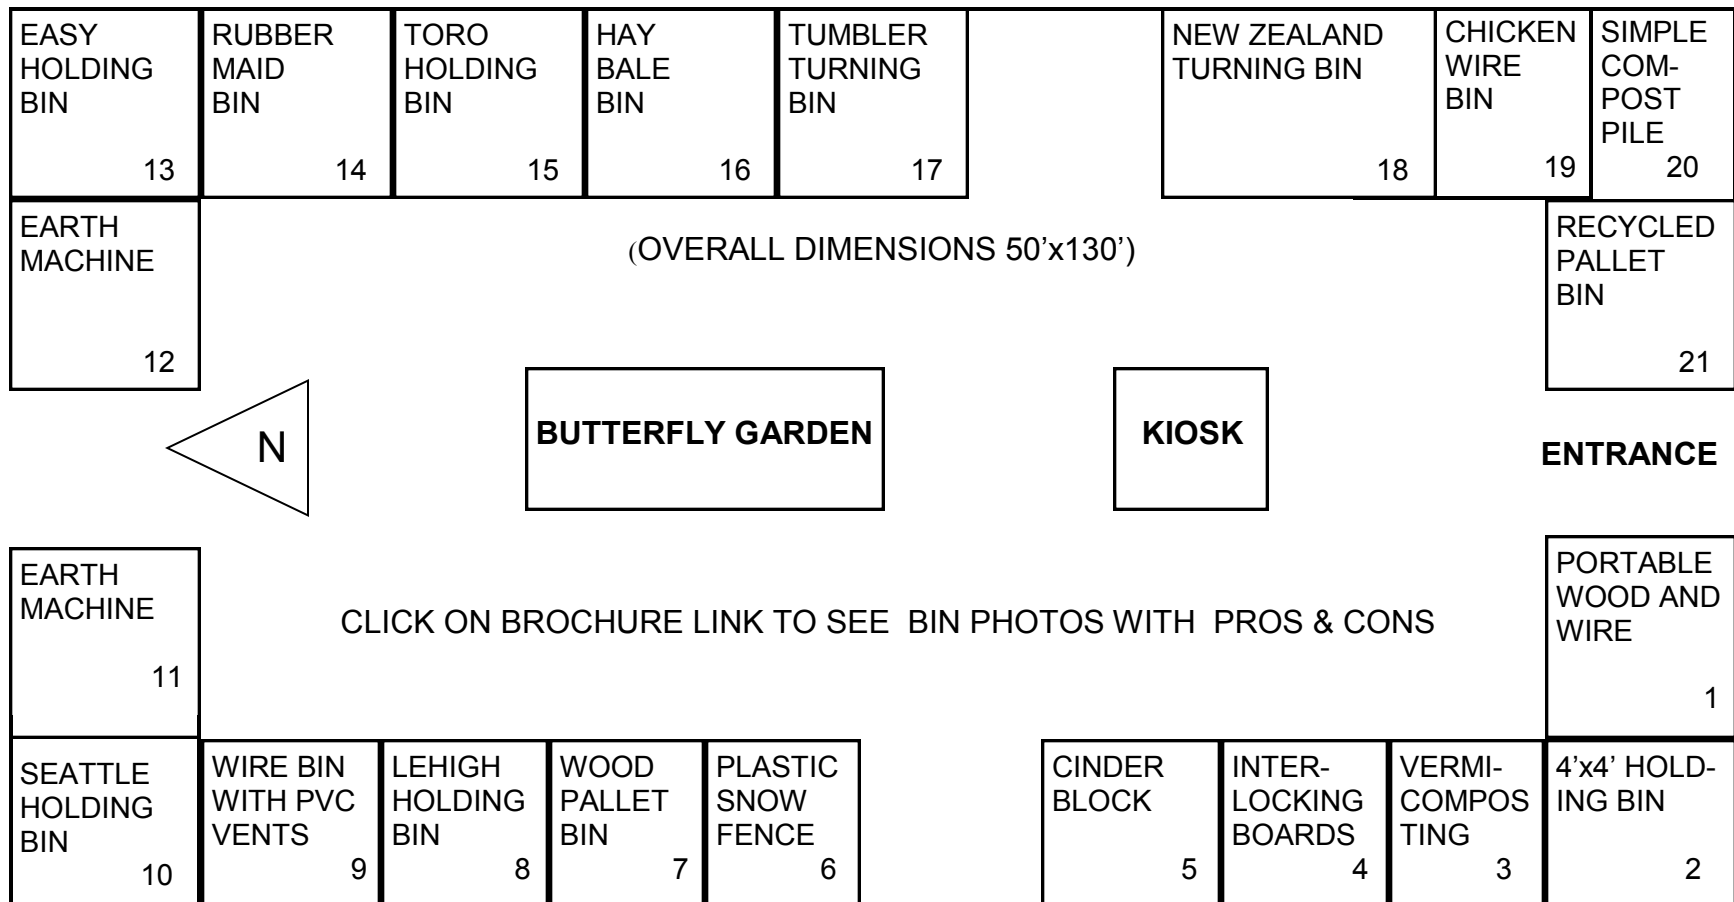 EASY
HOLDING
BIN
13
RUBBER
MAID
BIN
14
TORO
HOLDING
BIN
15
HAY
BALE
BIN
16
TUMBLER
TURNING
BIN
17
NEW ZEALAND
TURNING BIN
18
CHICKEN
WIRE
BIN
19
SIMPLE
COM-
POST
PILE
20
EARTH
MACHINE
12
(OVERALL DIMENSIONS 50’x130’)
RECYCLED
PALLET
BIN
21
N
BUTTERFLY GARDEN
KIOSK
ENTRANCE
EARTH
MACHINE
11
CLICK ON BROCHURE LINK TO SEE BIN PHOTOS WITH PROS & CONS
PORTABLE
WOOD AND
WIRE
1
SEATTLE
HOLDING
BIN
10
WIRE BIN
WITH PVC
VENTS
9
LEHIGH
HOLDING
BIN
8
WOOD
PALLET
BIN
7
PLASTIC
SNOW
FENCE
6
CINDER
BLOCK
5
INTER-
LOCKING
BOARDS
4
VERMI-
COMPOS
TING
3
4’x4’ HOLD-
ING BIN
2